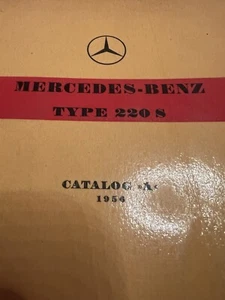 MERCEDES-BENZ
TYPE 220 S
CATALOG »A«
1956